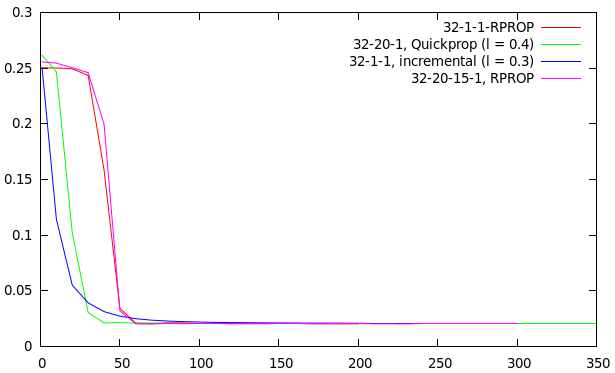 0.3
0.25
0.2
0.15
0.1
0.05
0
0 50 100 150 200 250 300 350
32-1-1-RPROP
32-20-1, Quickprop (l = 0.4)
32-1-1, incremental (l = 0.3)
32-20-15-1, RPROP